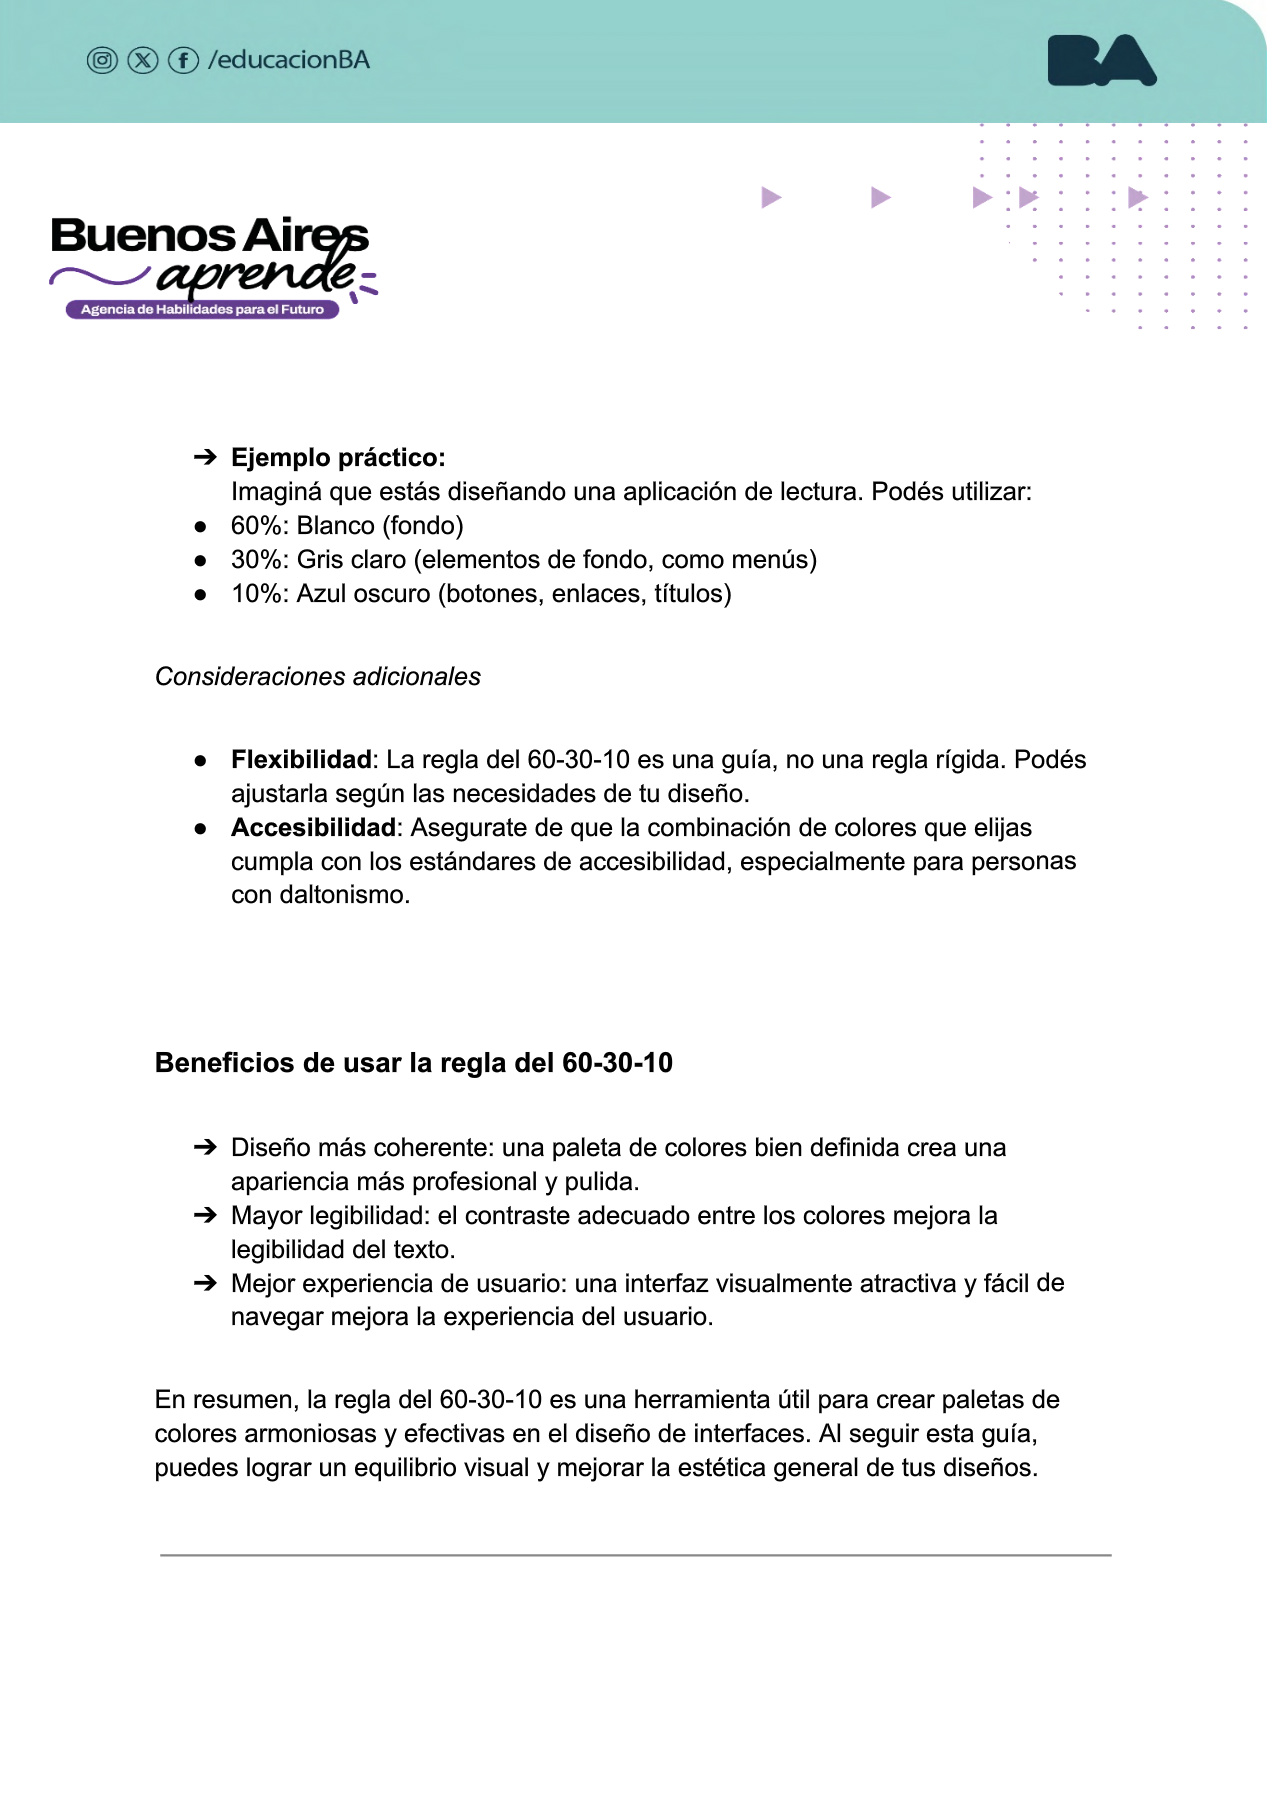 /educacionBA
BA
Buenos Aires
aprende
Agencia de Habilidades para el Futuro
➔ Ejemplo práctico:
Imaginá que estás diseñando una aplicación de lectura. Podés utilizar:
● 60%: Blanco (fondo)
● 30%: Gris claro (elementos de fondo, como menús)
● 10%: Azul oscuro (botones, enlaces, títulos)
Consideraciones adicionales
● Flexibilidad: La regla del 60-30-10 es una guía, no una regla rígida. Podés
ajustarla según las necesidades de tu diseño.
● Accesibilidad: Asegurate de que la combinación de colores que elijas
cumpla con los estándares de accesibilidad, especialmente para personas
con daltonismo.
Beneficios de usar la regla del 60-30-10
➔ Diseño más coherente: una paleta de colores bien definida crea una
apariencia más profesional y pulida.
➔ Mayor legibilidad: el contraste adecuado entre los colores mejora la
legibilidad del texto.
➔ Mejor experiencia de usuario: una interfaz visualmente atractiva y fácil de
navegar mejora la experiencia del usuario.
En resumen, la regla del 60-30-10 es una herramienta útil para crear paletas de
colores armoniosas y efectivas en el diseño de interfaces. Al seguir esta guía,
puedes lograr un equilibrio visual y mejorar la estética general de tus diseños.